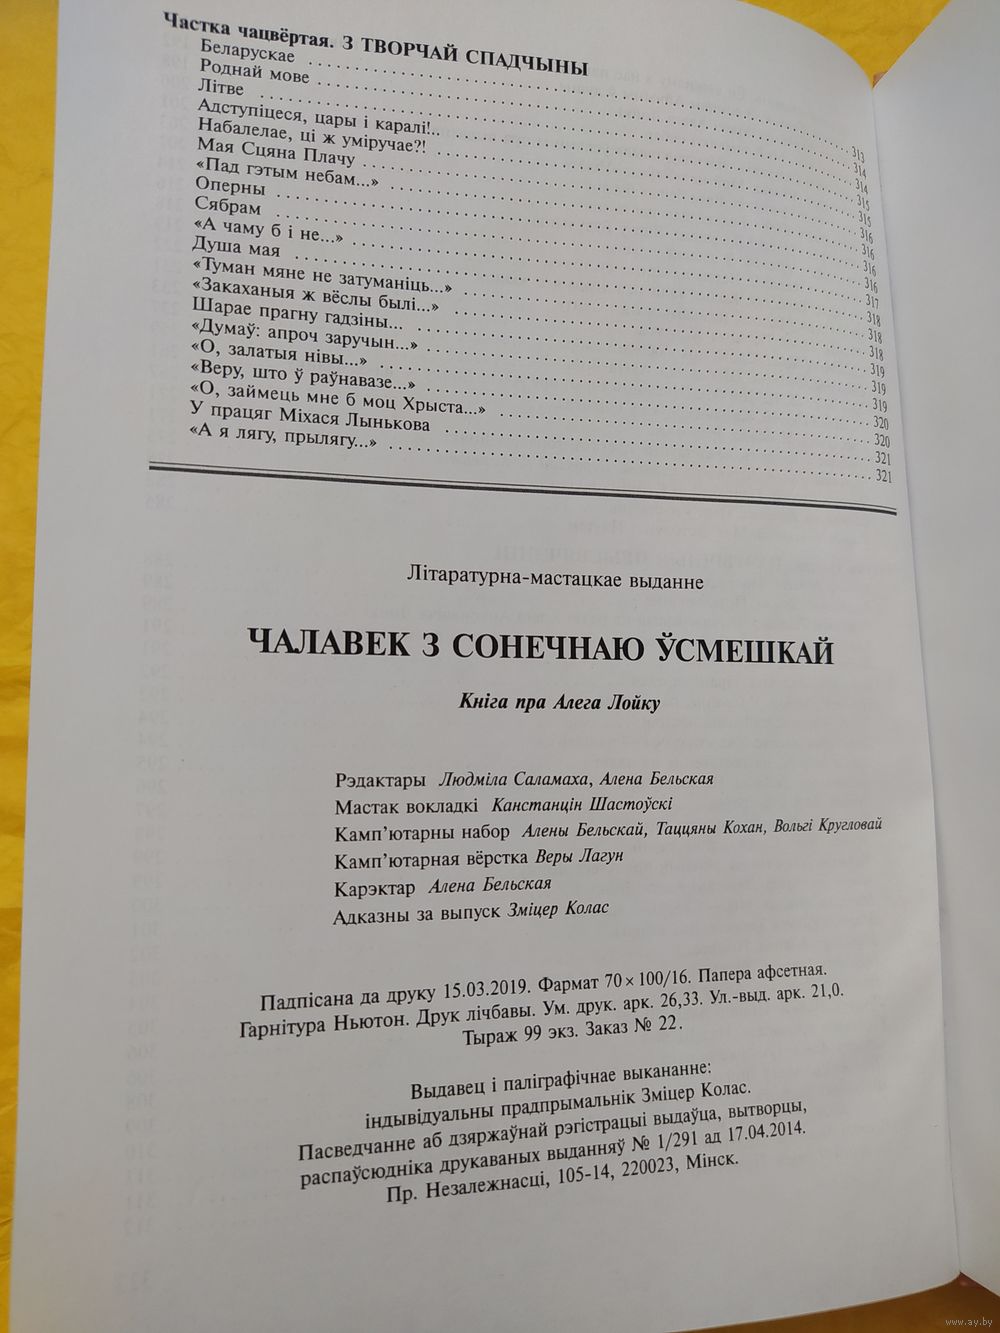 Частка чацвёртая. З ТВОРЧАЙ СПАДЧЫНЫ
Беларускае 313
Роднай мове 314
Літве 314
Адступіцеся, цары і каралі!.. 315
Набалелае, ці ж уміручае?! 315
Мая Сцяна Плачу 316
«Пад гэтым небам...» 316
Оперны 316
Сябрам 316
«А чаму б і не...» 317
Душа мая 318
«Туман мяне не затуманіць...» 318
«Закаханыя ж вёслы былі...» 318
Шарае прагну гадзіны... 319
«Думаў: апроч заручын...» 319
«О, залатыя нівы...» 319
«Веру, што ў раўнавазе...» 320
«О, займець мне б моц Хрыста...» 320
У працяг Міхася Лынькова 321
«А я лягу, прылягу...» 321
Літаратурна-мастацкае выданне
ЧАЛАВЕК З СОНЕЧНАЮ ЎСМЕШКАЙ
Кніга пра Алега Лойку
Рэдактары Людміла Саламаха, Алена Бельская
Мастак вокладкі Канстанцін Шастоўскі
Камп'ютарны набор Алены Бельскай, Таццяны Кохан, Вольгі Кругловай
Камп'ютарная вёрстка Веры Лагун
Карэктар Алена Бельская
Адказны за выпуск Зміцер Колас
Падпісана да друку 15.03.2019. Фармат 70×100/16. Папера афсетная.
Гарнітура Ньютон. Друк лічбавы. Ум. друк. арк. 26,33. Ул.-выд. арк. 21,0.
Тыраж 99 экз. Заказ № 22.
Выдавец і паліграфічнае выкананне:
індывідуальны прадпрымальнік Зміцер Колас.
Пасведчанне аб дзяржаўнай рэгістрацыі выдаўца, вытворцы,
распаўсюдніка друкаваных выданняў № 1/291 ад 17.04.2014.
Пр. Незалежнасці, 105-14, 220023, Мінск.
www.ay.by